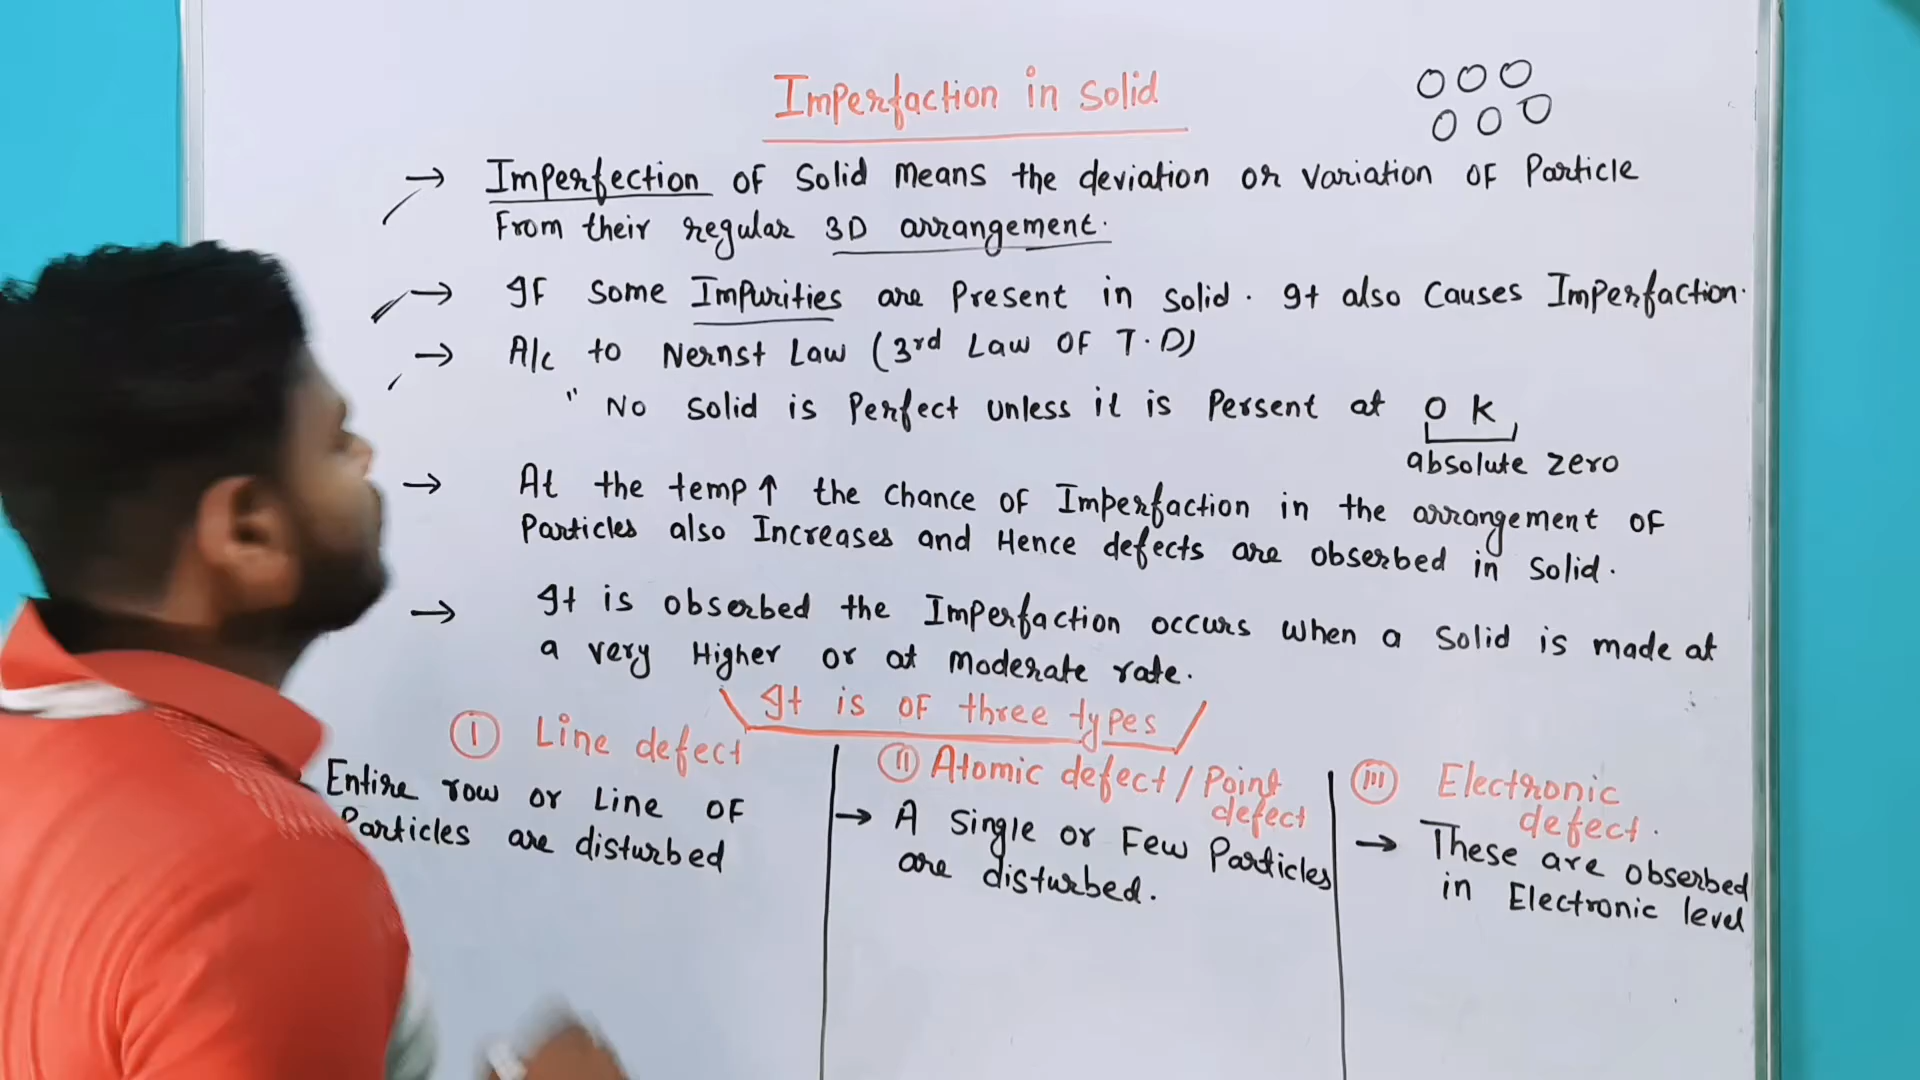 Imperfaction in solid
→ Imperfection of solid means the deviation or variation of Particle
From their regular 3D arrangement.
→ If some Impurities are Present in solid. It also causes Imperfaction.
→ A/c to Nernst Law (3rd Law of T.D)
" No solid is Perfect unless it is Persent at 0 K
absolute zero
→ At the temp↑ the chance of Imperfaction in the arrangement of
Particles also Increases and Hence defects are obserbed in solid.
→ It is obserbed the Imperfaction occurs when a solid is made at
a very Higher or at moderate rate.
It is of three types
(I) Line defect
Entire row or Line of
Particles are disturbed
(II) Atomic defect / Point
defect
→ A single or Few Particles
are disturbed.
(III) Electronic
defect.
→ These are obserbed
in Electronic level